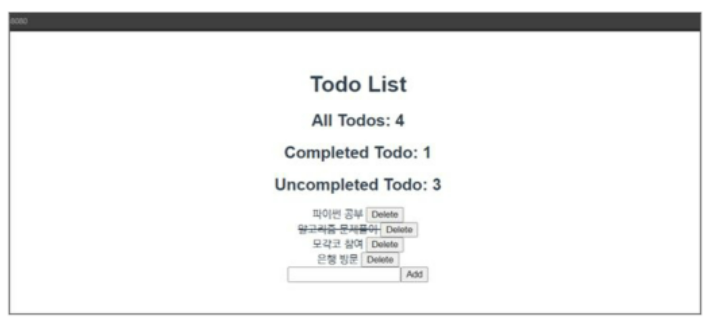 8080
Todo List
All Todos: 4
Completed Todo: 1
Uncompleted Todo: 3
파이썬 공부 Delete
알고리즘 문제풀이 Delete
모각코 참여 Delete
은행 방문 Delete
Add